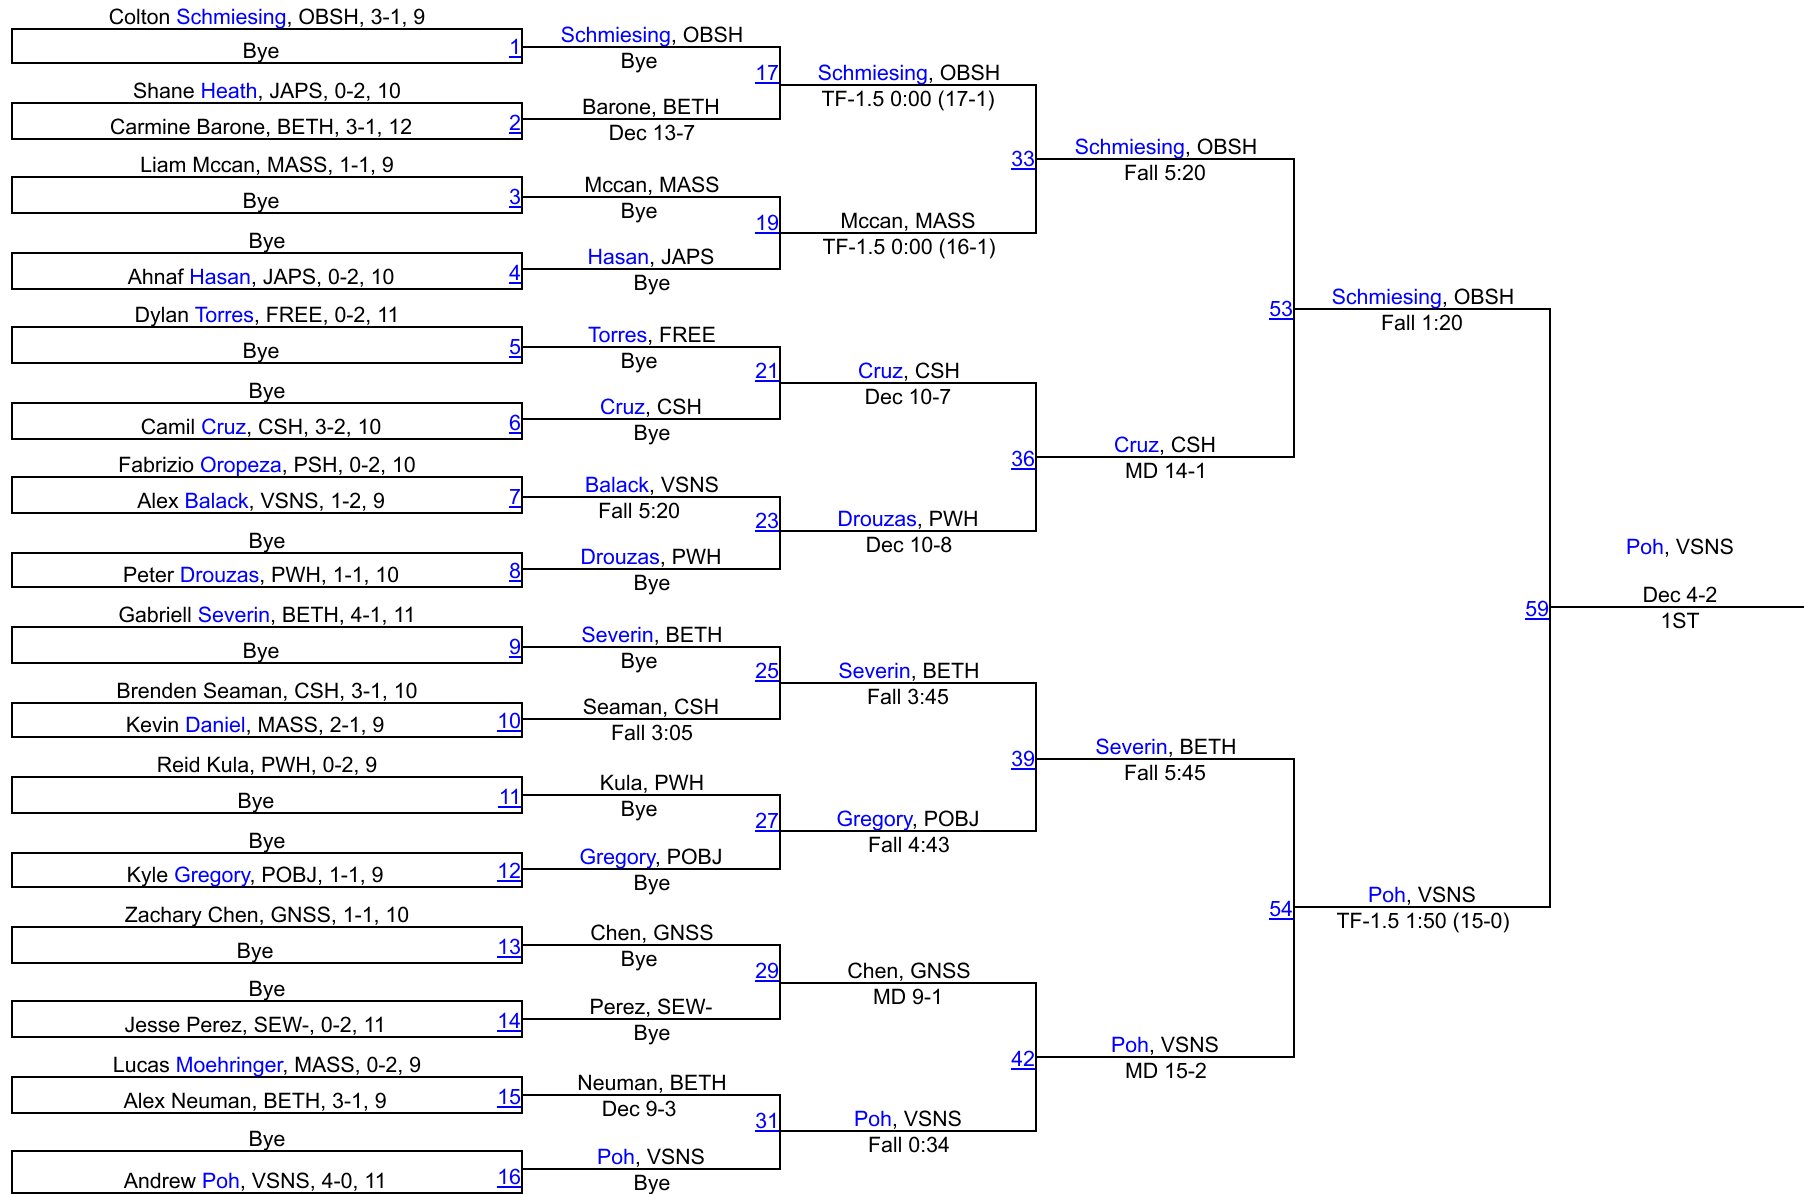 Colton Schmiesing, OBSH, 3-1, 9
Bye
1
Shane Heath, JAPS, 0-2, 10
Carmine Barone, BETH, 3-1, 12
2
Liam Mccan, MASS, 1-1, 9
Bye
3
Bye
Ahnaf Hasan, JAPS, 0-2, 10
4
Dylan Torres, FREE, 0-2, 11
Bye
5
Bye
Camil Cruz, CSH, 3-2, 10
6
Fabrizio Oropeza, PSH, 0-2, 10
Alex Balack, VSNS, 1-2, 9
7
Bye
Peter Drouzas, PWH, 1-1, 10
8
Gabriell Severin, BETH, 4-1, 11
Bye
9
Brenden Seaman, CSH, 3-1, 10
Kevin Daniel, MASS, 2-1, 9
10
Reid Kula, PWH, 0-2, 9
Bye
11
Bye
Kyle Gregory, POBJ, 1-1, 9
12
Zachary Chen, GNSS, 1-1, 10
Bye
13
Bye
Jesse Perez, SEW-, 0-2, 11
14
Lucas Moehringer, MASS, 0-2, 9
Alex Neuman, BETH, 3-1, 9
15
Bye
Andrew Poh, VSNS, 4-0, 11
16
Schmiesing, OBSH
Bye
17
Barone, BETH
Dec 13-7
Mccan, MASS
Bye
19
Hasan, JAPS
Bye
Torres, FREE
Bye
21
Cruz, CSH
Bye
Balack, VSNS
Fall 5:20
23
Drouzas, PWH
Bye
Severin, BETH
Bye
25
Seaman, CSH
Fall 3:05
Kula, PWH
Bye
27
Gregory, POBJ
Bye
Chen, GNSS
Bye
29
Perez, SEW-
Bye
Neuman, BETH
Dec 9-3
31
Poh, VSNS
Bye
Schmiesing, OBSH
TF-1.5 0:00 (17-1)
33
Mccan, MASS
TF-1.5 0:00 (16-1)
Cruz, CSH
Dec 10-7
36
Drouzas, PWH
Dec 10-8
Severin, BETH
Fall 3:45
39
Gregory, POBJ
Fall 4:43
Chen, GNSS
MD 9-1
42
Poh, VSNS
Fall 0:34
Schmiesing, OBSH
Fall 5:20
53
Cruz, CSH
MD 14-1
Severin, BETH
Fall 5:45
54
Poh, VSNS
MD 15-2
Schmiesing, OBSH
Fall 1:20
59
Poh, VSNS
TF-1.5 1:50 (15-0)
Poh, VSNS
Dec 4-2
1ST